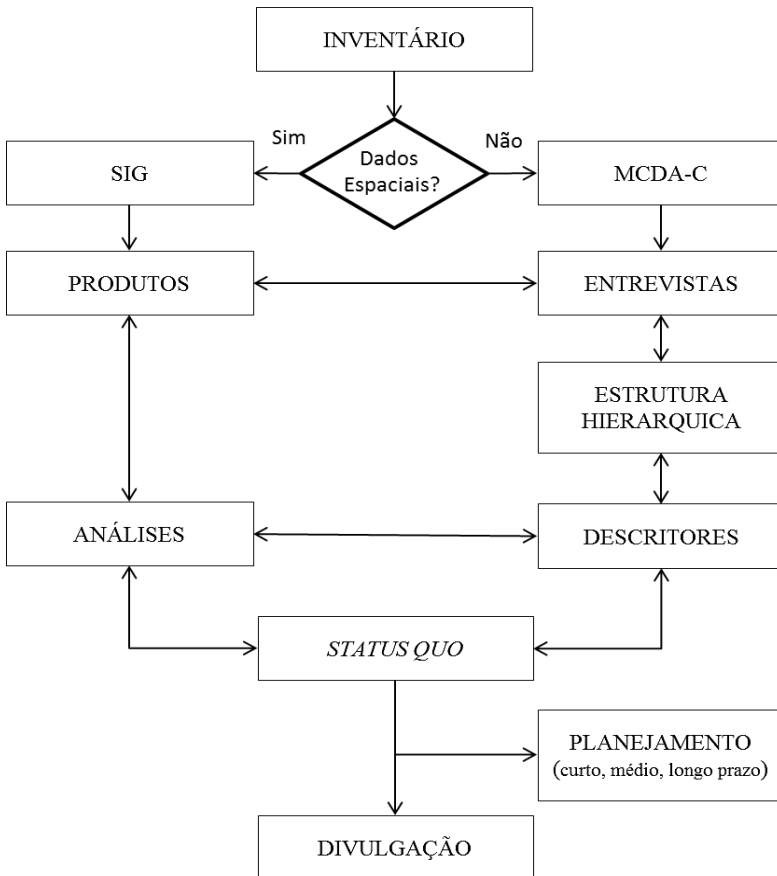 INVENTÁRIO
Sim
Não
Dados
Espaciais?
SIG
MCDA-C
PRODUTOS
ENTREVISTAS
ESTRUTURA
HIERARQUICA
ANÁLISES
DESCRITORES
STATUS QUO
PLANEJAMENTO
(curto, médio, longo prazo)
DIVULGAÇÃO